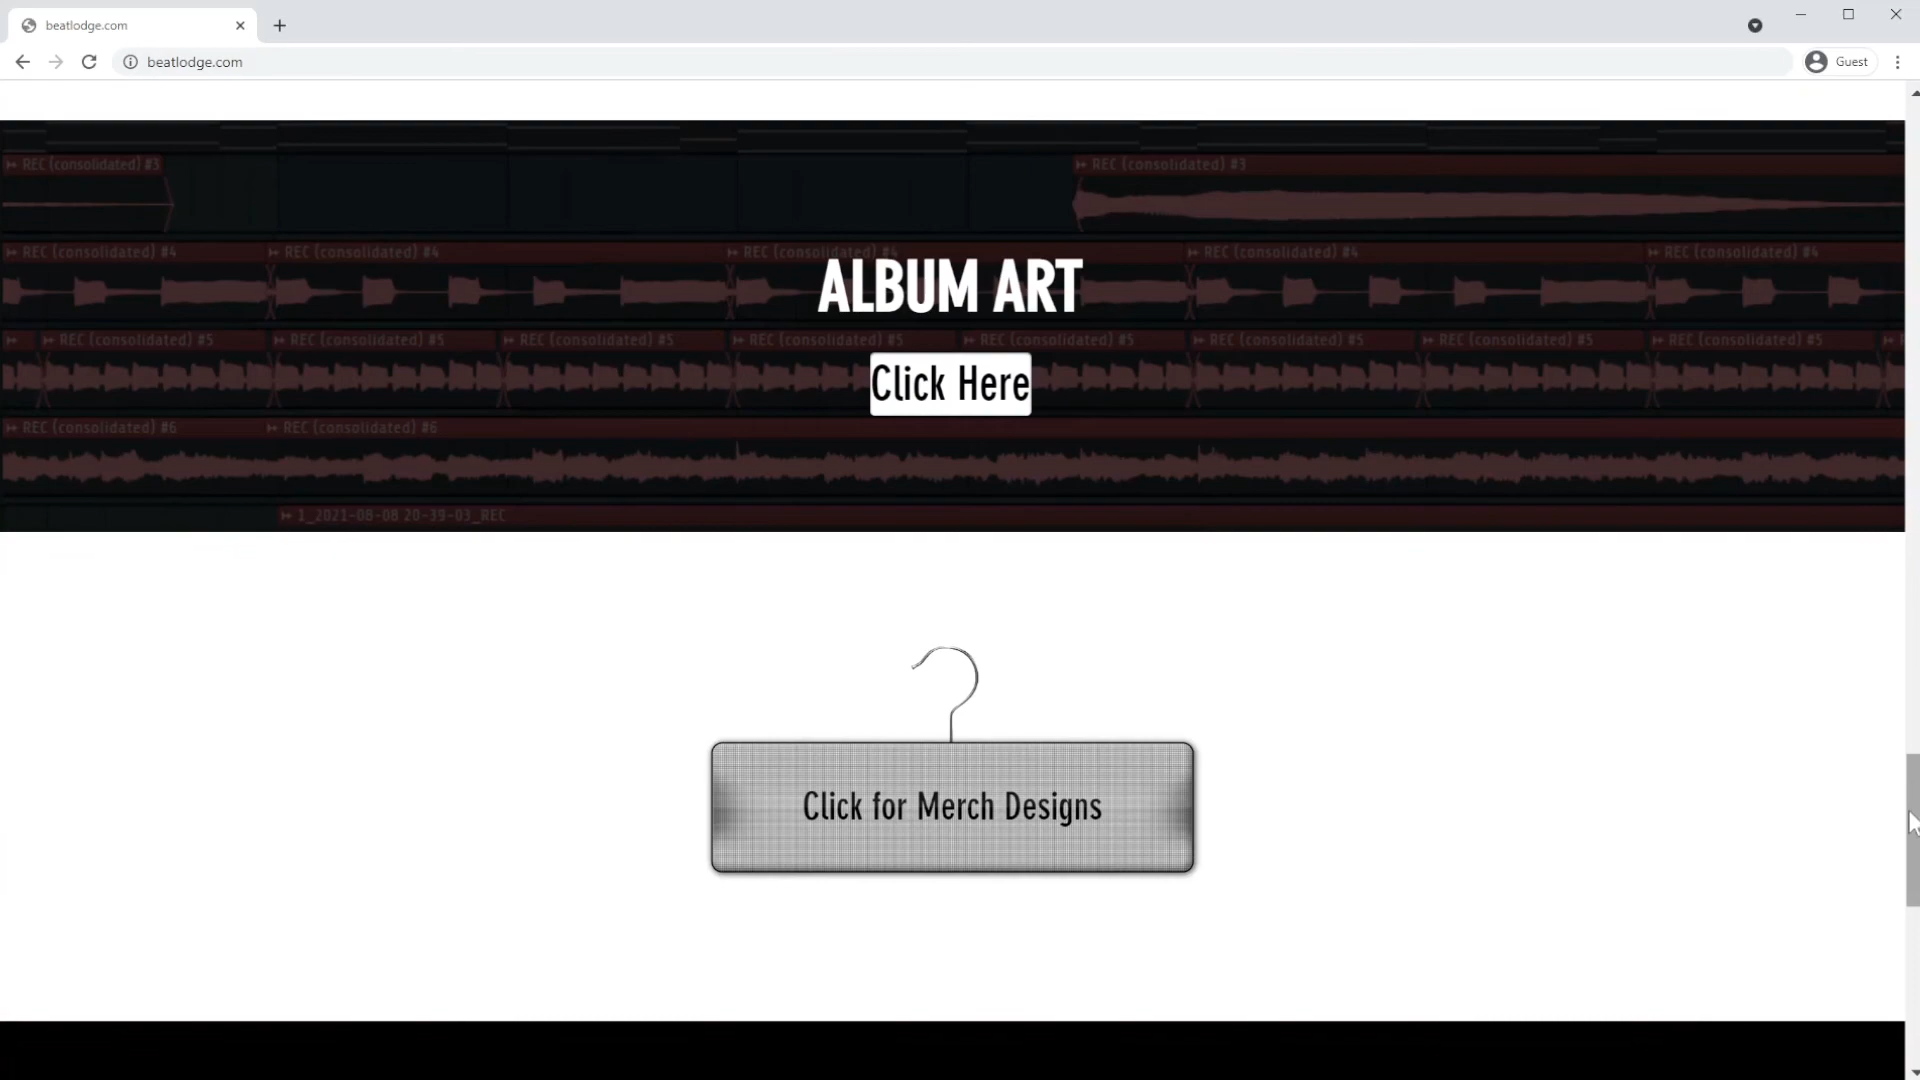 beatlodge.com
beatlodge.com
Guest
REC (consolidated) #3
REC (consolidated) #3
REC (consolidated) #4
REC (consolidated) #4
REC (consolidated) #4
REC (consolidated) #4
REC (consolidated) #4
ALBUM ART
REC (consolidated) #5
REC (consolidated) #5
REC (consolidated) #5
REC (consolidated) #5
REC (consolidated) #5
REC (consolidated) #5
REC (consolidated) #5
REC (consolidated) #5
Click Here
REC (consolidated) #6
REC (consolidated) #6
1_2021-08-08 20-39-03_REC
Click for Merch Designs